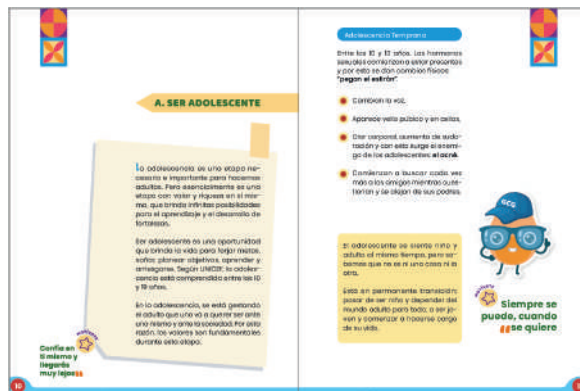 A. SER ADOLESCENTE
La adolescencia es una etapa ne-
cesaria e importante para hacernos
adultos. Pero esencialmente es una
etapa con valor y riqueza en sí mis-
ma, que brinda infinitas posibilidades
para el aprendizaje y el desarrollo de
fortalezas.
Ser adolescente es una oportunidad
que brinda la vida para forjar metas,
soñar, planear objetivos, aprender y
arriesgarse. Según UNICEF, la adoles-
cencia está comprendida entre los 10
y 19 años.
En la adolescencia, se está gestando
el adulto que una va a querer ser ante
uno mismo y ante la sociedad. Por esta
razón, los valores son fundamentales
durante esta etapa.
Confía en
ti mismo y
llegarás
muy lejos
10
Adolescencia Temprana
Entre los 10 y 13 años. Las hormonas
sexuales comienzan a estar presentes
y por esto se dan cambios físicos:
"pegan el estirón".
Cambian la voz.
Aparece vello púbico y en axilas.
Olor corporal, aumento de sudo-
ración y con esto surge el enemi-
go de los adolescentes: el acné.
Comienzan a buscar cada vez
más a los amigos mientras cues-
tionan y se alejan de sus padres.
El adolescente se siente niño y
adulto al mismo tiempo, pero sa-
bemos que no es ni una cosa ni la
otra.
Está en permanente transición:
pasar de ser niño y depender del
mundo adulto para todo, a ser jo-
ven y comenzar a hacerse cargo
de su vida.
GCG
Siempre se
puede, cuando
se quiere